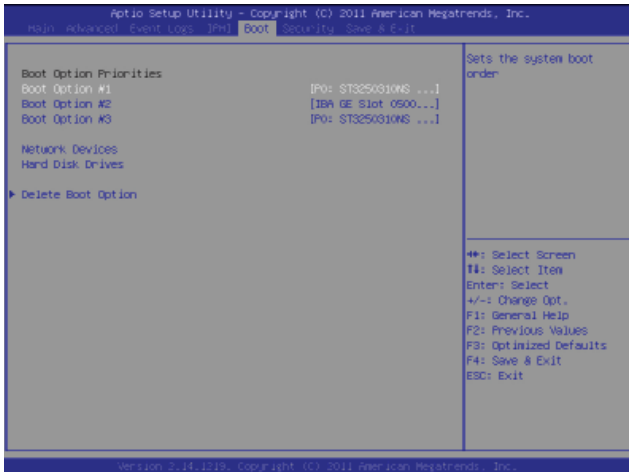 Aptio Setup Utility - Copyright (C) 2011 American Megatrends, Inc.
Main Advanced Event Logs IPMI Boot Security Save & Exit
Boot Option Priorities
Boot Option #1 [P0: ST3250310NS ...]
Boot Option #2 [IBA GE Slot 0500...]
Boot Option #3 [P0: ST3250310NS ...]
Network Devices
Hard Disk Drives
Delete Boot Option
Sets the system boot
order
: Select Screen
: Select Item
Enter: Select
+/-: Change Opt.
F1: General Help
F2: Previous Values
F3: Optimized Defaults
F4: Save & Exit
ESC: Exit
Version 2.14.1219. Copyright (C) 2011 American Megatrends, Inc.